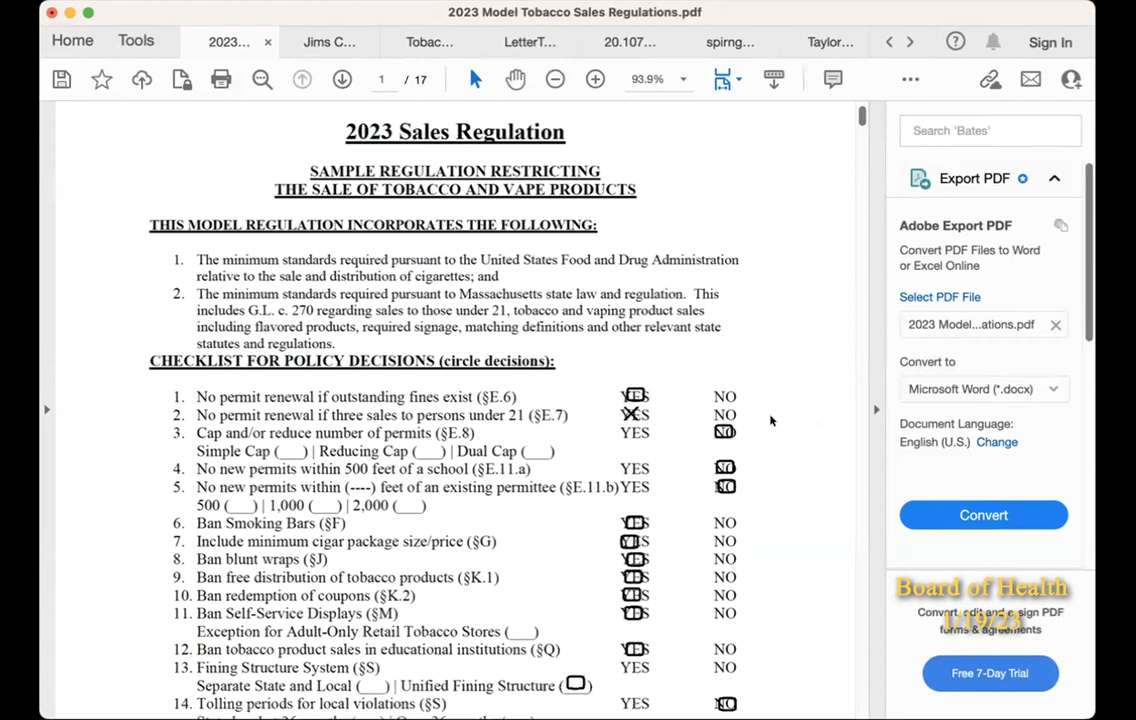 2023 Model Tobacco Sales Regulations.pdf
Home Tools 2023... × Jims C... Tobac... LetterT... 20.107... spirng... Taylor... Sign In
1 / 17 93.9%
2023 Sales Regulation
SAMPLE REGULATION RESTRICTING
THE SALE OF TOBACCO AND VAPE PRODUCTS
THIS MODEL REGULATION INCORPORATES THE FOLLOWING:
1. The minimum standards required pursuant to the United States Food and Drug Administration
relative to the sale and distribution of cigarettes; and
2. The minimum standards required pursuant to Massachusetts state law and regulation. This
includes G.L. c. 270 regarding sales to those under 21, tobacco and vaping product sales
including flavored products, required signage, matching definitions and other relevant state
statutes and regulations.
CHECKLIST FOR POLICY DECISIONS (circle decisions):
1. No permit renewal if outstanding fines exist (§E.6) YES NO
2. No permit renewal if three sales to persons under 21 (§E.7) YES NO
3. Cap and/or reduce number of permits (§E.8) YES NO
Simple Cap (___) | Reducing Cap (___) | Dual Cap (___)
4. No new permits within 500 feet of a school (§E.11.a) YES NO
5. No new permits within (----) feet of an existing permittee (§E.11.b)YES NO
500 (___) | 1,000 (___) | 2,000 (___)
6. Ban Smoking Bars (§F) YES NO
7. Include minimum cigar package size/price (§G) YES NO
8. Ban blunt wraps (§J) YES NO
9. Ban free distribution of tobacco products (§K.1) YES NO
10. Ban redemption of coupons (§K.2) YES NO
11. Ban Self-Service Displays (§M) YES NO
Exception for Adult-Only Retail Tobacco Stores (___)
12. Ban tobacco product sales in educational institutions (§Q) YES NO
13. Fining Structure System (§S) YES NO
Separate State and Local (___) | Unified Fining Structure (___)
14. Tolling periods for local violations (§S) YES NO
Search 'Bates'
Export PDF
Adobe Export PDF
Convert PDF Files to Word
or Excel Online
Select PDF File
2023 Model...ations.pdf ×
Convert to
Microsoft Word (*.docx)
Document Language:
English (U.S.) Change
Convert
Board of Health
1/19/23
Convert, edit and e-sign PDF
forms & agreements
Free 7-Day Trial